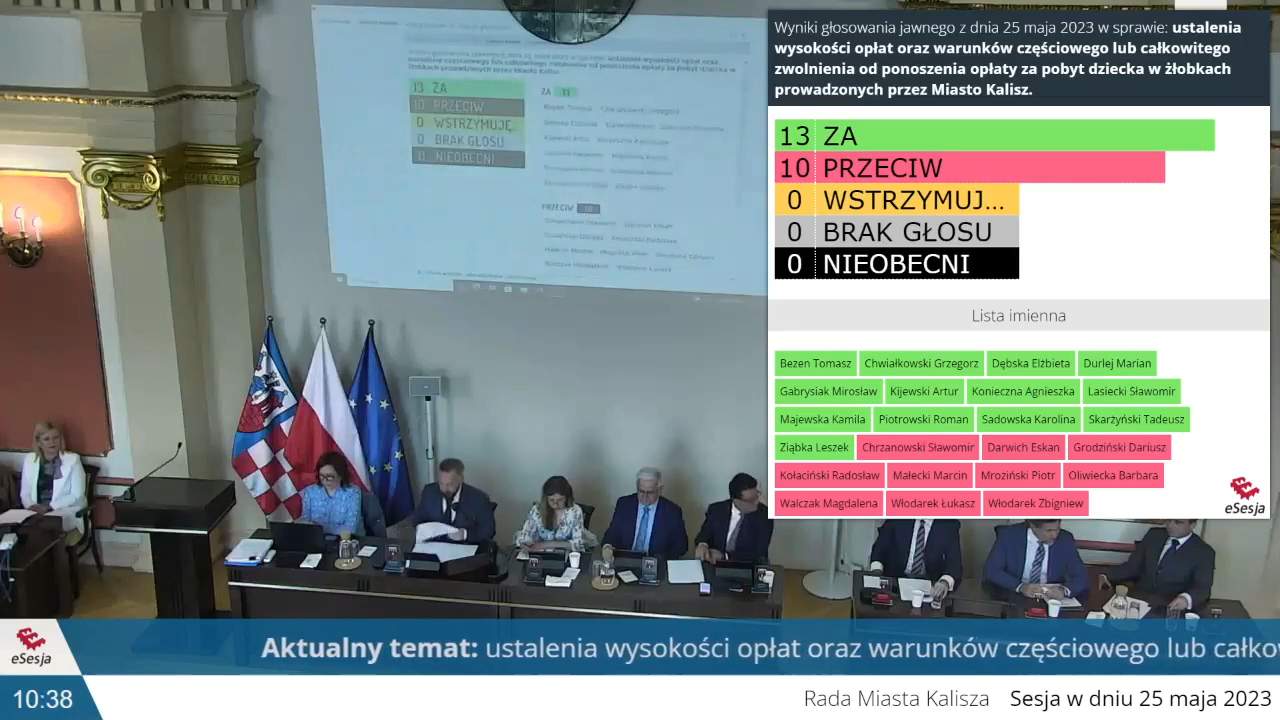 Wyniki głosowania jawnego z dnia 25 maja 2023 w sprawie: ustalenia
wysokości opłat oraz warunków częściowego lub całkowitego
zwolnienia od ponoszenia opłaty za pobyt dziecka w żłobkach
prowadzonych przez Miasto Kalisz.
13 ZA
10 PRZECIW
0 WSTRZYMUJ...
0 BRAK GŁOSU
0 NIEOBECNI
Lista imienna
Bezen Tomasz Chwiałkowski Grzegorz Dębska Elżbieta Durlej Marian
Gabrysiak Mirosław Kijewski Artur Konieczna Agnieszka Lasiecki Sławomir
Majewska Kamila Piotrowski Roman Sadowska Karolina Skarżyński Tadeusz
Ziąbka Leszek Chrzanowski Sławomir Darwich Eskan Grodziński Dariusz
Kołaciński Radosław Małecki Marcin Mroziński Piotr Oliwiecka Barbara
Walczak Magdalena Włodarek Łukasz Włodarek Zbigniew
eSesja
13 ZA
10 PRZECIW
0 WSTRZYMUJĘ
0 BRAK GŁOSU
0 NIEOBECNI
ZA 13
PRZECIW 10
eSesja
Aktualny temat: ustalenia wysokości opłat oraz warunków częściowego lub całko
10:38
Rada Miasta Kalisza Sesja w dniu 25 maja 2023